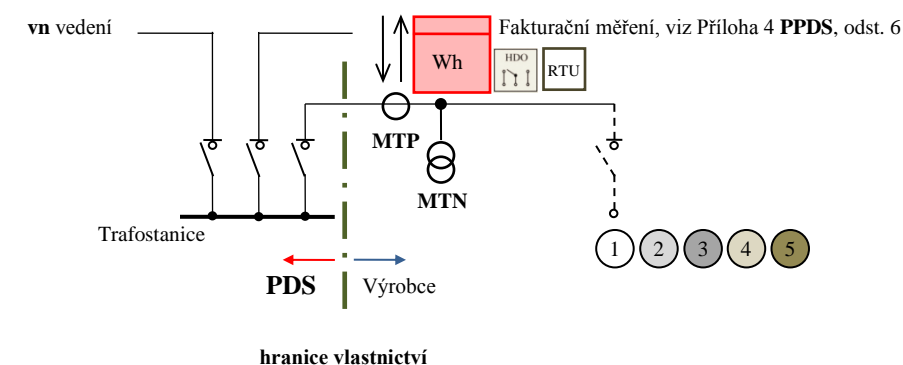 vn vedení
Fakturační měření, viz Příloha 4 PPDS, odst. 6
Wh
HDO
RTU
MTP
MTN
Trafostanice
1 2 3 4 5
PDS
Výrobce
hranice vlastnictví